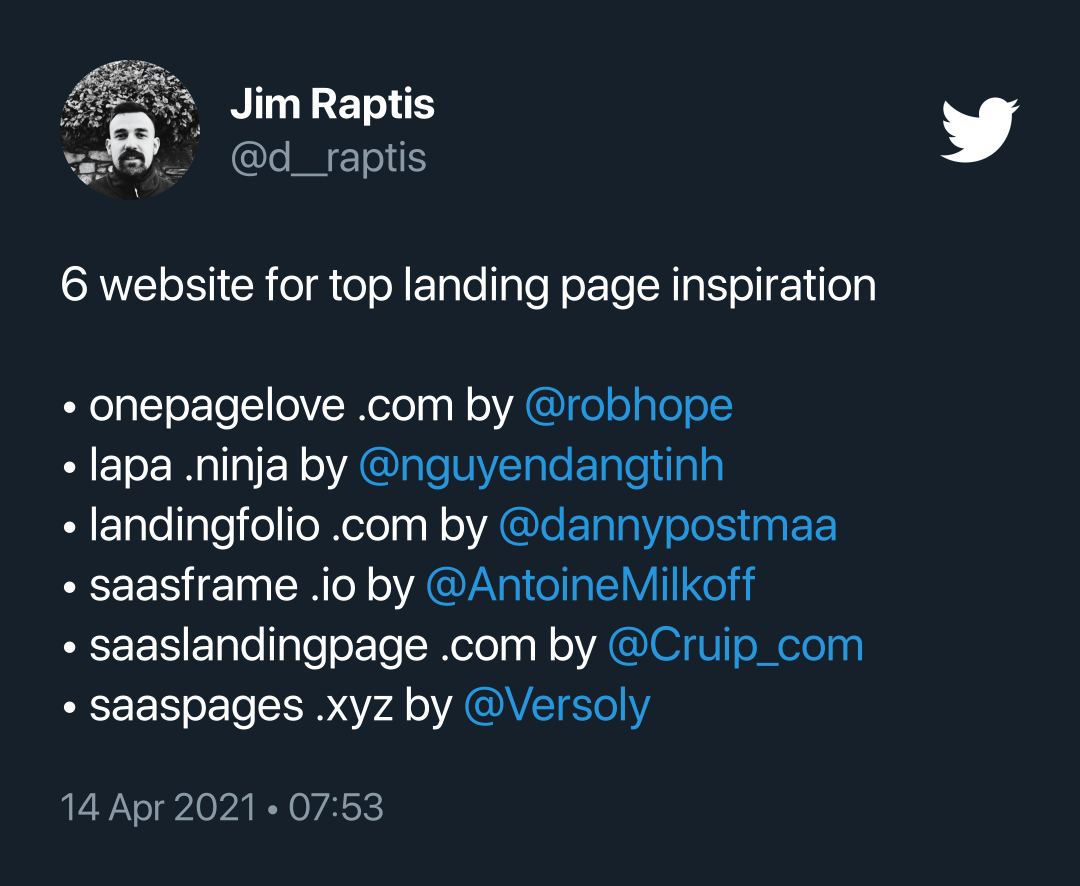 Jim Raptis
@d__raptis
6 website for top landing page inspiration
• onepagelove .com by @robhope
• lapa .ninja by @nguyendangtinh
• landingfolio .com by @dannypostmaa
• saasframe .io by @AntoineMilkoff
• saaslandingpage .com by @Cruip_com
• saaspages .xyz by @Versoly
14 Apr 2021 • 07:53